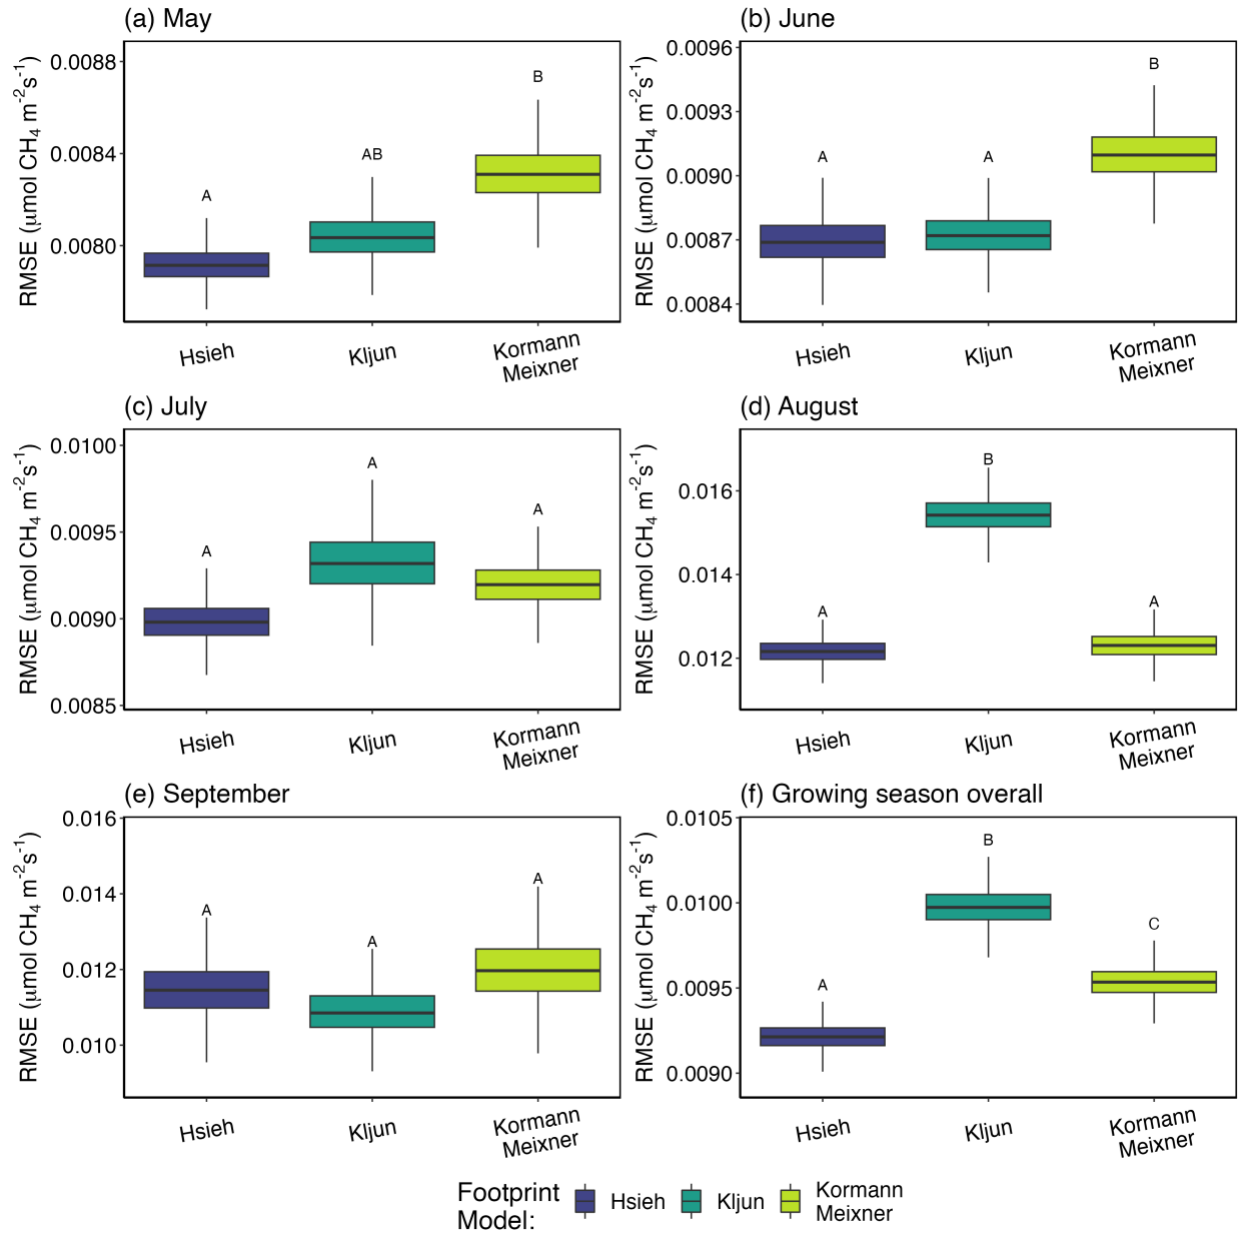 (a) May
RMSE (μmol CH₄ m⁻²s⁻¹)
0.0088
0.0084
0.0080
A
AB
B
Hsieh
Kljun
Kormann
Meixner
(b) June
RMSE (μmol CH₄ m⁻²s⁻¹)
0.0096
0.0093
0.0090
0.0087
0.0084
A
A
B
Hsieh
Kljun
Kormann
Meixner
(c) July
RMSE (μmol CH₄ m⁻²s⁻¹)
0.0100
0.0095
0.0090
0.0085
A
A
A
Hsieh
Kljun
Kormann
Meixner
(d) August
RMSE (μmol CH₄ m⁻²s⁻¹)
0.016
0.014
0.012
A
B
A
Hsieh
Kljun
Kormann
Meixner
(e) September
RMSE (μmol CH₄ m⁻²s⁻¹)
0.016
0.014
0.012
0.010
A
A
A
Hsieh
Kljun
Kormann
Meixner
(f) Growing season overall
RMSE (μmol CH₄ m⁻²s⁻¹)
0.0105
0.0100
0.0095
0.0090
A
B
C
Hsieh
Kljun
Kormann
Meixner
Footprint
Model:
Hsieh
Kljun
Kormann
Meixner